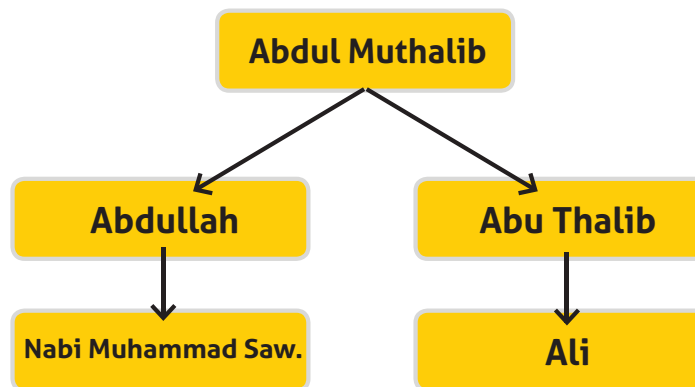 Abdul Muthalib
Abdullah
Abu Thalib
Nabi Muhammad Saw.
Ali